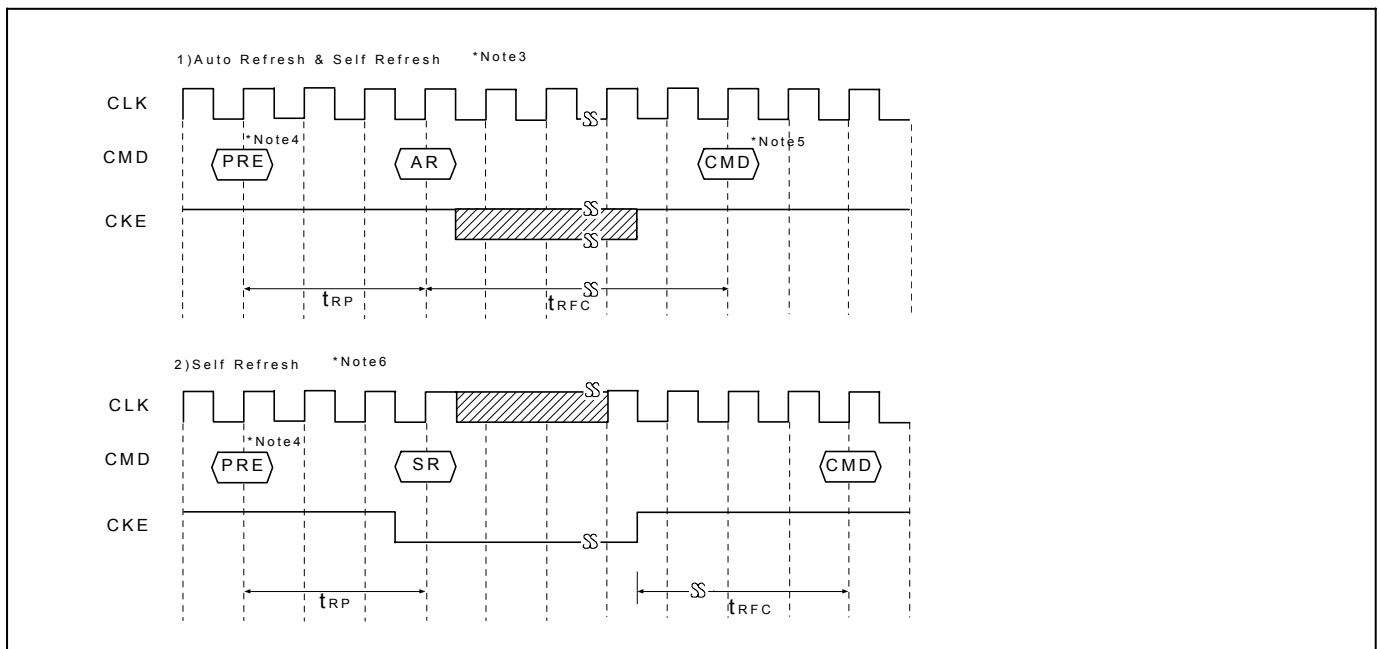 1)Auto Refresh & Self Refresh *Note3
CLK
*Note4 *Note5
CMD PRE AR CMD
CKE
tRP tRFC
2)Self Refresh *Note6
CLK
*Note4
CMD PRE SR CMD
CKE
tRP tRFC